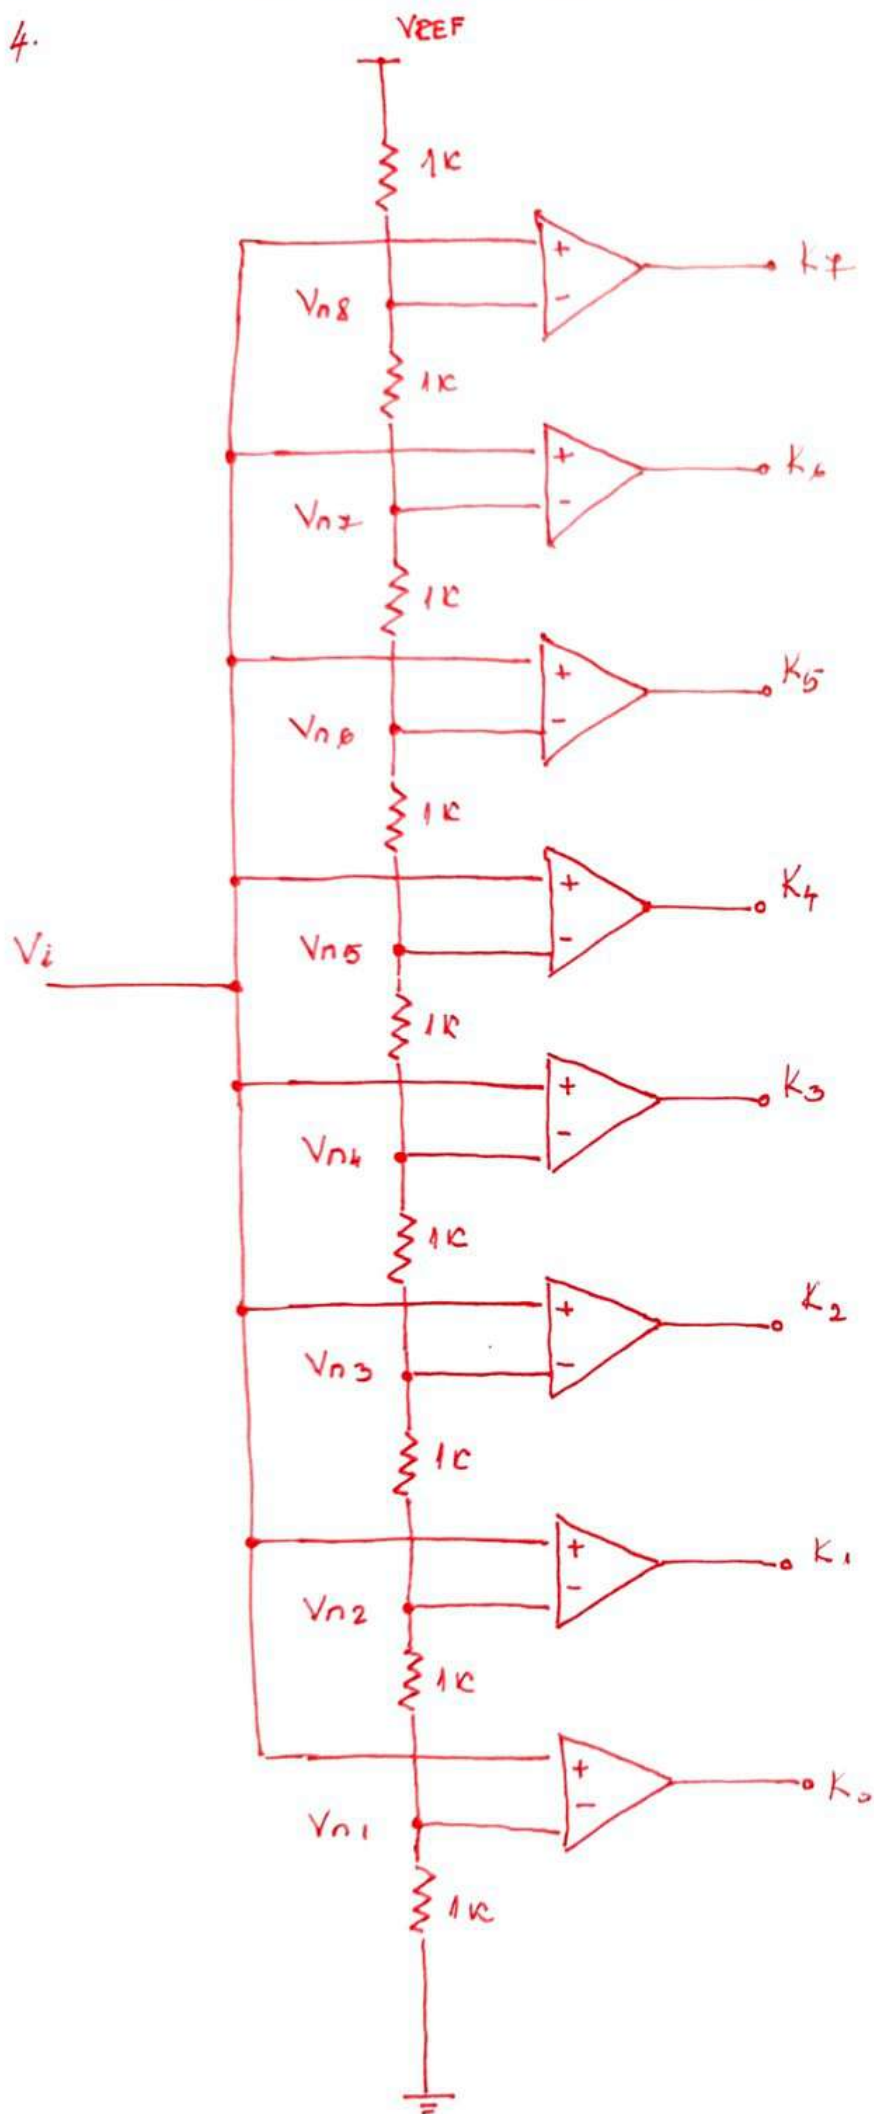 4.
VREF
1K
+
-
K7
Vn8
1K
+
-
K6
Vn7
1K
+
-
K5
Vn6
1K
+
-
K4
Vn5
Vi
1K
+
-
K3
Vn4
1K
+
-
K2
Vn3
1K
+
-
K1
Vn2
1K
+
-
K0
Vn1
1K